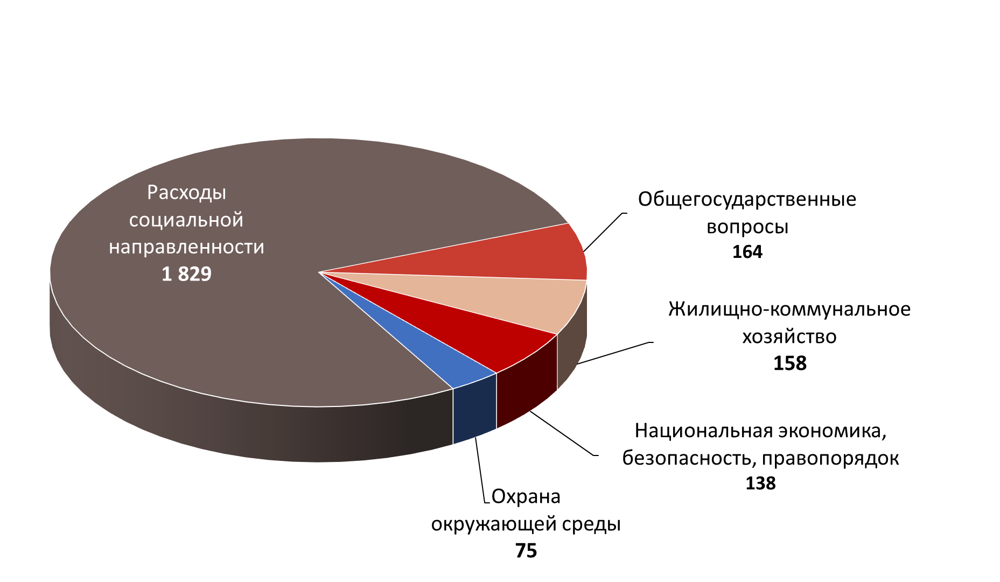 Расходы
социальной
направленности
1 829
Общегосударственные
вопросы
164
Жилищно-коммунальное
хозяйство
158
Национальная экономика,
безопасность, правопорядок
138
Охрана
окружающей среды
75